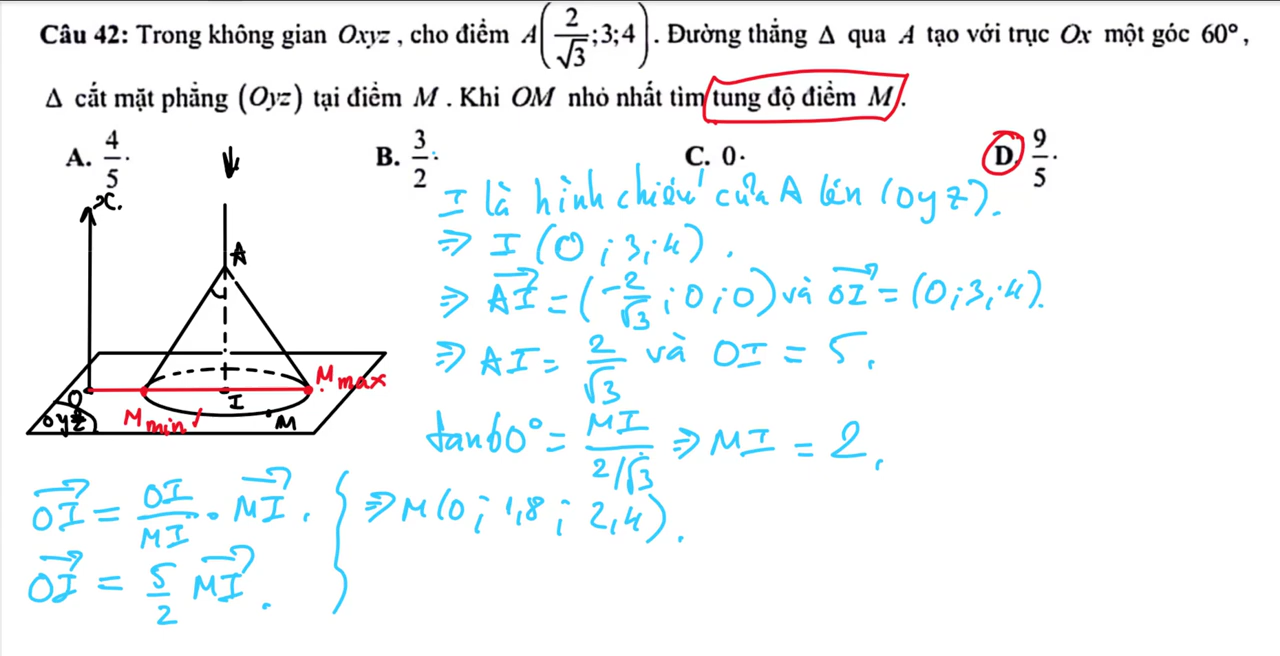 Câu 42: Trong không gian Oxyz, cho điểm A(2/√3;3;4). Đường thẳng Δ qua A tạo với trục Ox một góc 60°,
Δ cắt mặt phẳng (Oyz) tại điểm M. Khi OM nhỏ nhất tìm tung độ điểm M.
A. 4/5. B. 3/2. C. 0. D. 9/5.
x.
A
O
Oyz
I
M
M min
M max
I là hình chiếu của A lên (Oyz).
⇒ I (0; 3; 4).
⇒ AI→ = (-2/√3; 0; 0) và OI→ = (0; 3; 4).
⇒ AI = 2/√3 và OI = 5.
tan60° = MI/(2/√3) ⇒ MI = 2.
OI→ = OI/MI . MI→.
OI→ = 5/2 MI→.
} ⇒ M(0; 1,8; 2,4).